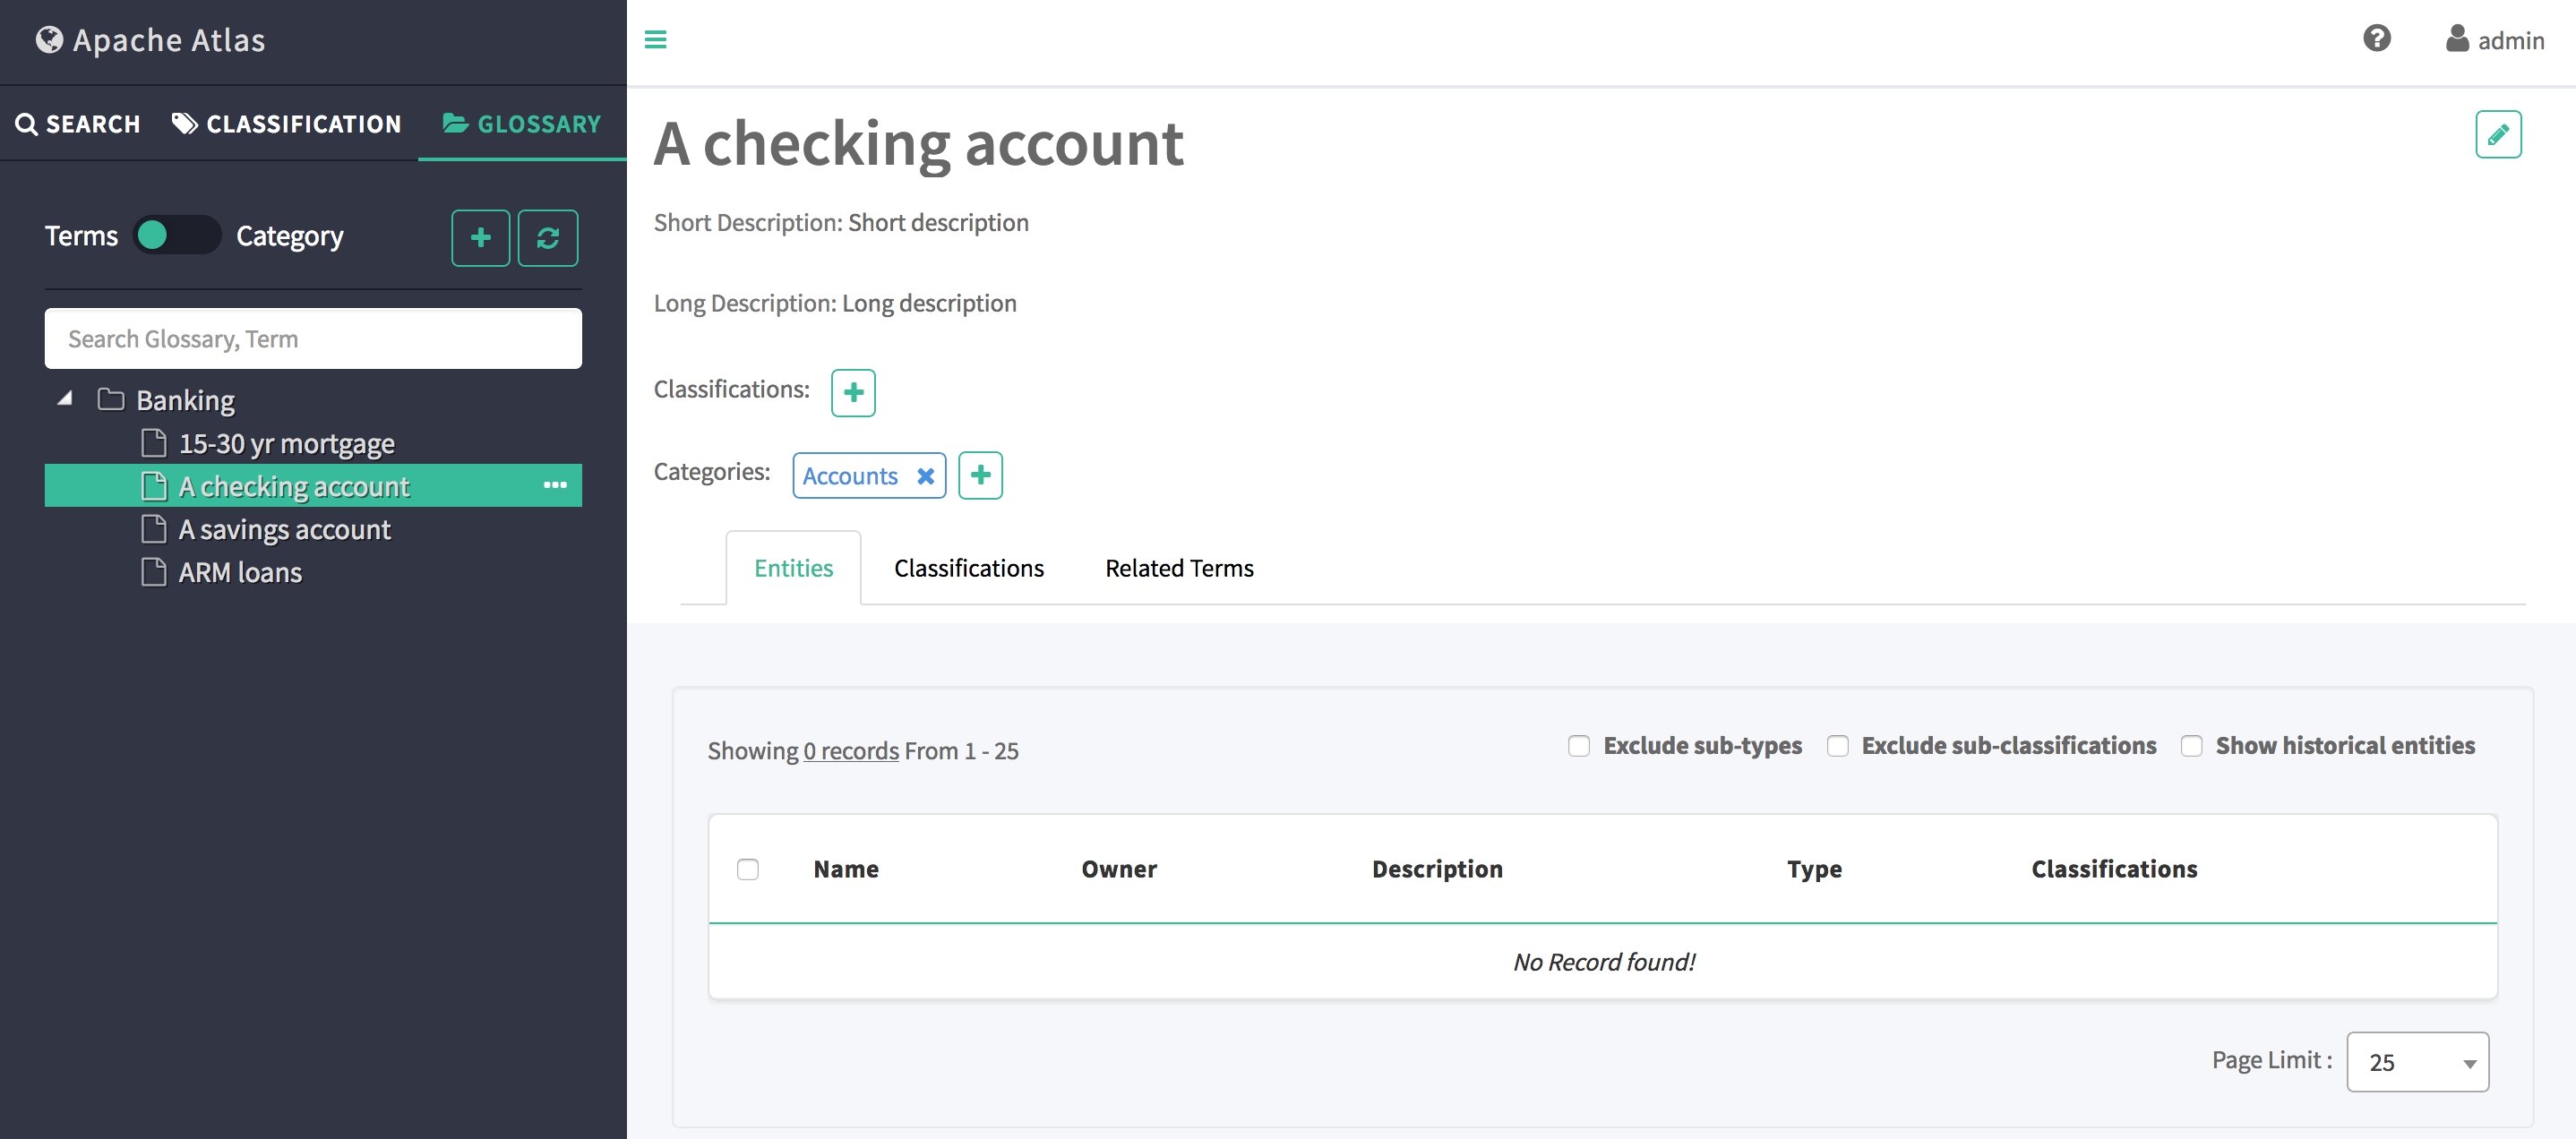 Apache Atlas
admin
SEARCH CLASSIFICATION GLOSSARY
Terms Category
Search Glossary, Term
Banking
15-30 yr mortgage
A checking account
A savings account
ARM loans
A checking account
Short Description: Short description
Long Description: Long description
Classifications:
Categories: Accounts
Entities Classifications Related Terms
Showing 0 records From 1 - 25
Exclude sub-types Exclude sub-classifications Show historical entities
Name Owner Description Type Classifications
No Record found!
Page Limit : 25